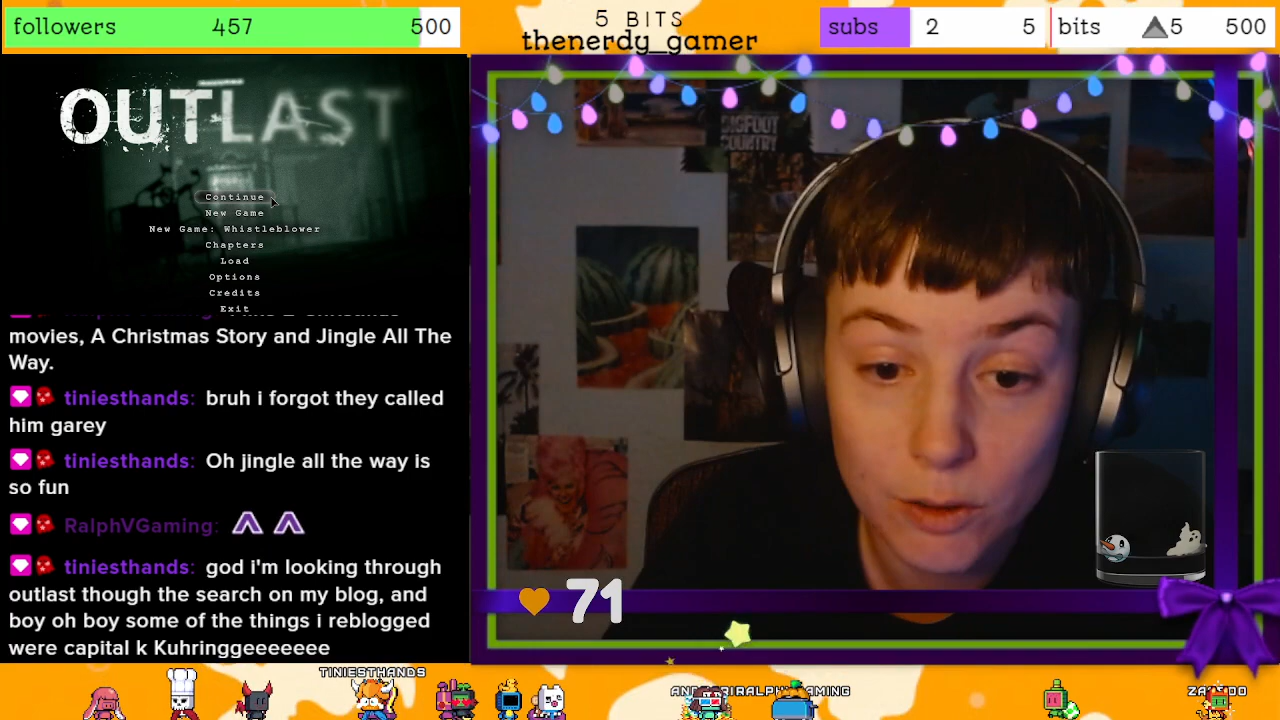 followers 457 500
5 BITS
thenerdy_gamer
subs 2 5 bits 5 500
OUTLAST
Continue
New Game
New Game: Whistleblower
Chapters
Load
Options
Credits
Exit
movies, A Christmas Story and Jingle All The
Way.
tiniesthands: bruh i forgot they called
him garey
tiniesthands: Oh jingle all the way is
so fun
RalphVGaming:
tiniesthands: god i'm looking through
outlast though the search on my blog, and
boy oh boy some of the things i reblogged
were capital k Kuhringgeeeeeee
BIGFOOT
COUNTRY
71
TINIESTHANDS